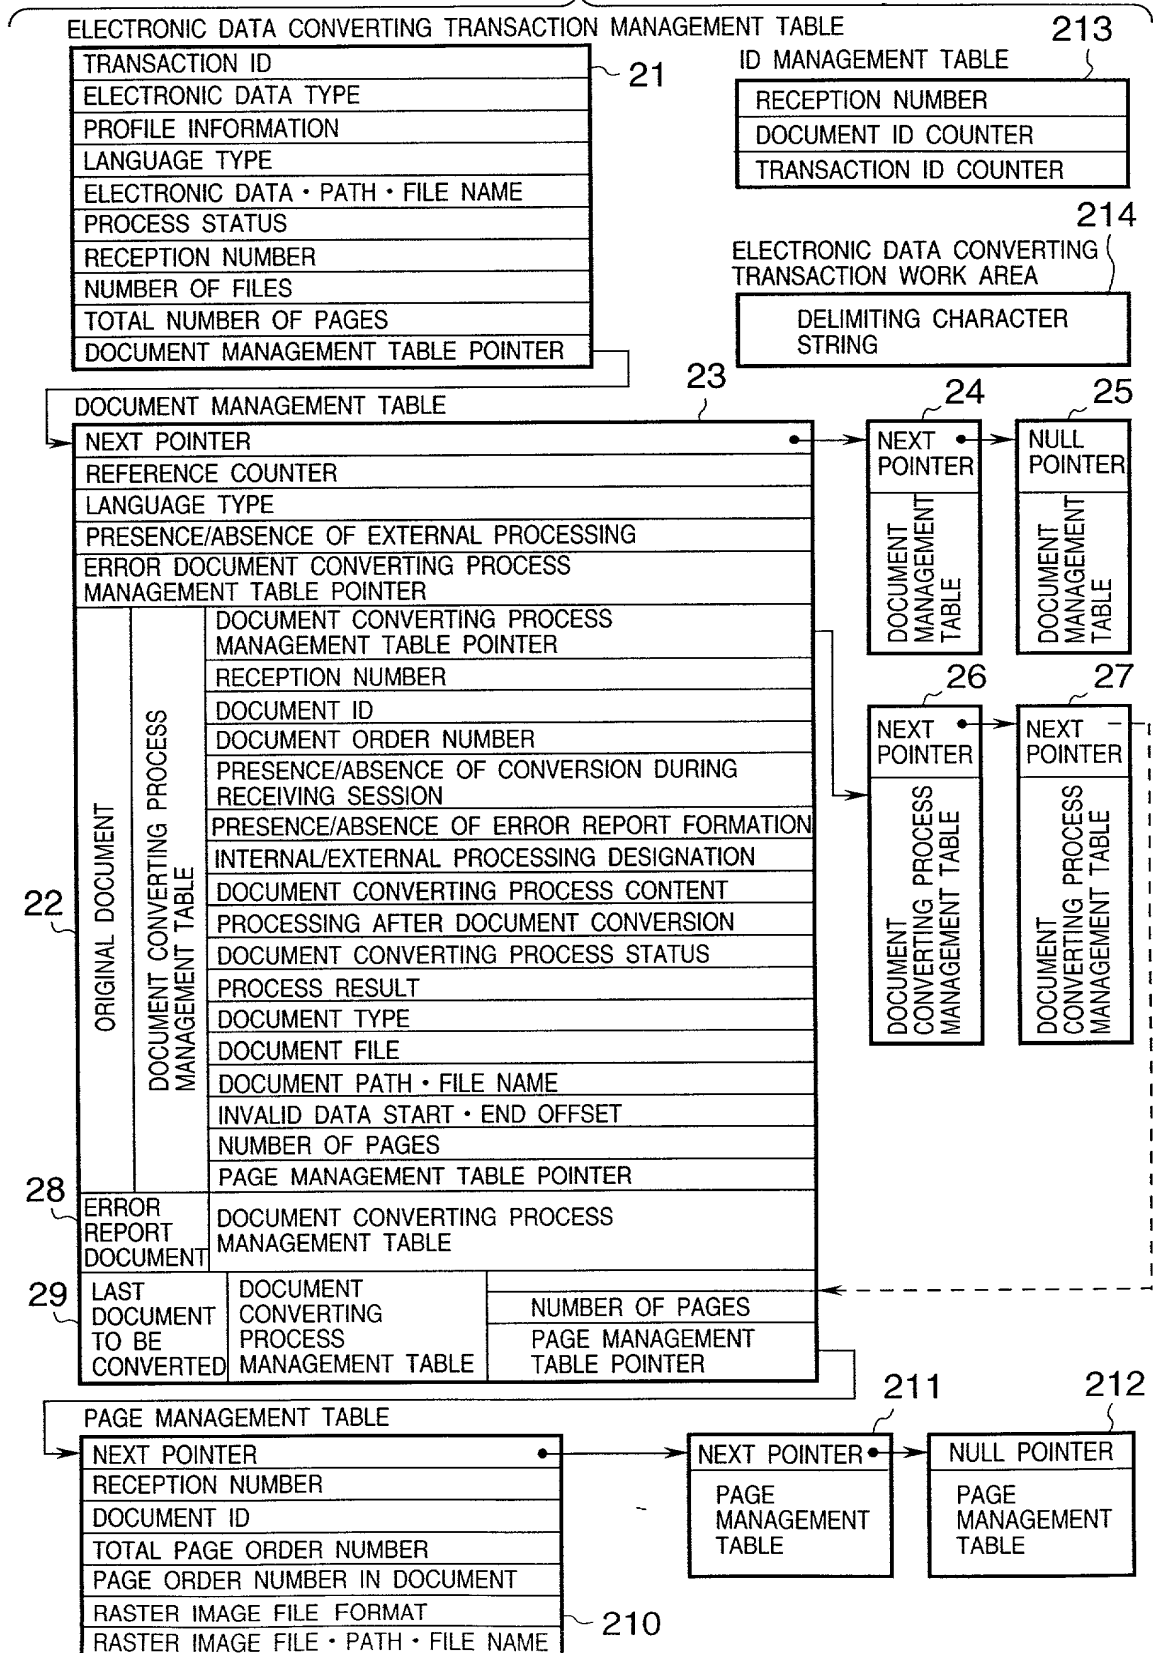 ELECTRONIC DATA CONVERTING TRANSACTION MANAGEMENT TABLE
TRANSACTION ID
ELECTRONIC DATA TYPE
PROFILE INFORMATION
LANGUAGE TYPE
ELECTRONIC DATA・PATH・FILE NAME
PROCESS STATUS
RECEPTION NUMBER
NUMBER OF FILES
TOTAL NUMBER OF PAGES
DOCUMENT MANAGEMENT TABLE POINTER
21
213
ID MANAGEMENT TABLE
RECEPTION NUMBER
DOCUMENT ID COUNTER
TRANSACTION ID COUNTER
214
ELECTRONIC DATA CONVERTING
TRANSACTION WORK AREA
DELIMITING CHARACTER
STRING
DOCUMENT MANAGEMENT TABLE
23
NEXT POINTER
REFERENCE COUNTER
LANGUAGE TYPE
PRESENCE/ABSENCE OF EXTERNAL PROCESSING
ERROR DOCUMENT CONVERTING PROCESS
MANAGEMENT TABLE POINTER
22
ORIGINAL DOCUMENT
DOCUMENT CONVERTING PROCESS
MANAGEMENT TABLE
DOCUMENT CONVERTING PROCESS
MANAGEMENT TABLE POINTER
RECEPTION NUMBER
DOCUMENT ID
DOCUMENT ORDER NUMBER
PRESENCE/ABSENCE OF CONVERSION DURING
RECEIVING SESSION
PRESENCE/ABSENCE OF ERROR REPORT FORMATION
INTERNAL/EXTERNAL PROCESSING DESIGNATION
DOCUMENT CONVERTING PROCESS CONTENT
PROCESSING AFTER DOCUMENT CONVERSION
DOCUMENT CONVERTING PROCESS STATUS
PROCESS RESULT
DOCUMENT TYPE
DOCUMENT FILE
DOCUMENT PATH・FILE NAME
INVALID DATA START・END OFFSET
NUMBER OF PAGES
PAGE MANAGEMENT TABLE POINTER
28
ERROR
REPORT
DOCUMENT
DOCUMENT CONVERTING PROCESS
MANAGEMENT TABLE
29
LAST
DOCUMENT
TO BE
CONVERTED
DOCUMENT
CONVERTING
PROCESS
MANAGEMENT TABLE
NUMBER OF PAGES
PAGE MANAGEMENT
TABLE POINTER
24
NEXT
POINTER
DOCUMENT
MANAGEMENT
TABLE
25
NULL
POINTER
DOCUMENT
MANAGEMENT
TABLE
26
NEXT
POINTER
DOCUMENT
CONVERTING PROCESS
MANAGEMENT TABLE
27
NEXT
POINTER
DOCUMENT
CONVERTING PROCESS
MANAGEMENT TABLE
PAGE MANAGEMENT TABLE
NEXT POINTER
RECEPTION NUMBER
DOCUMENT ID
TOTAL PAGE ORDER NUMBER
PAGE ORDER NUMBER IN DOCUMENT
RASTER IMAGE FILE FORMAT
RASTER IMAGE FILE・PATH・FILE NAME
210
211
NEXT POINTER
PAGE
MANAGEMENT
TABLE
212
NULL POINTER
PAGE
MANAGEMENT
TABLE